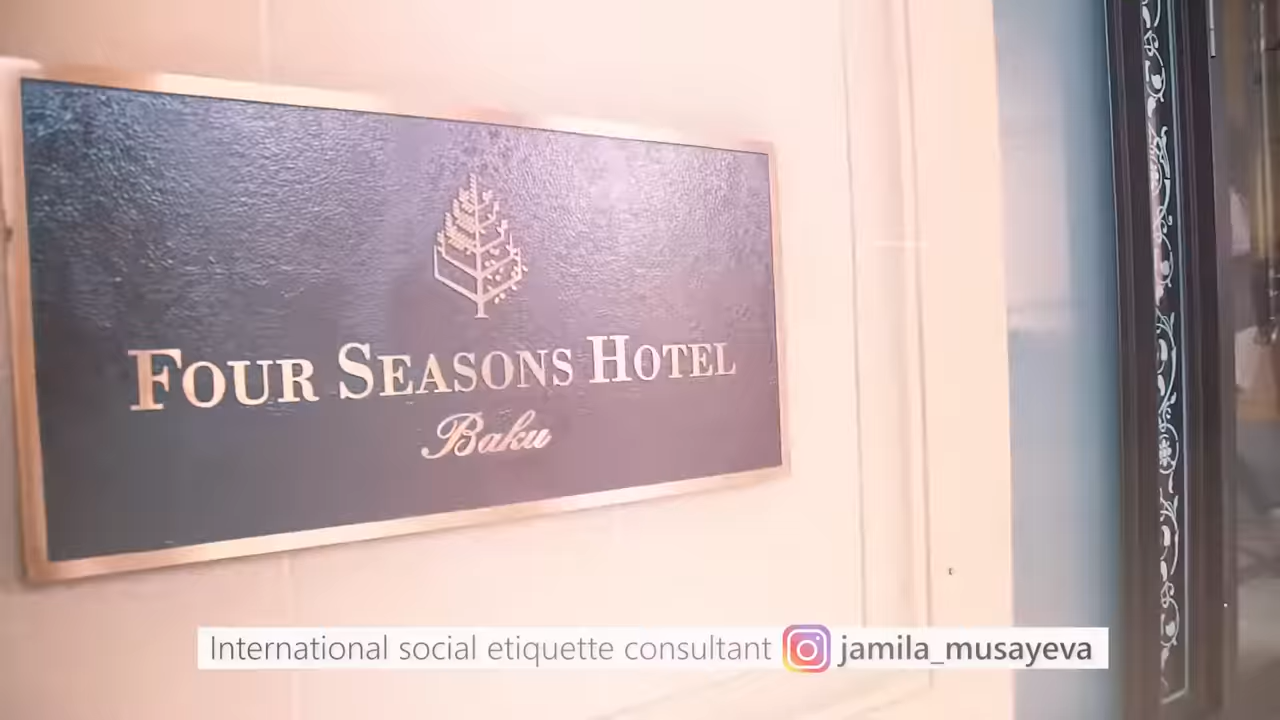 FOUR SEASONS HOTEL
Baku
International social etiquette consultant jamila_musayeva